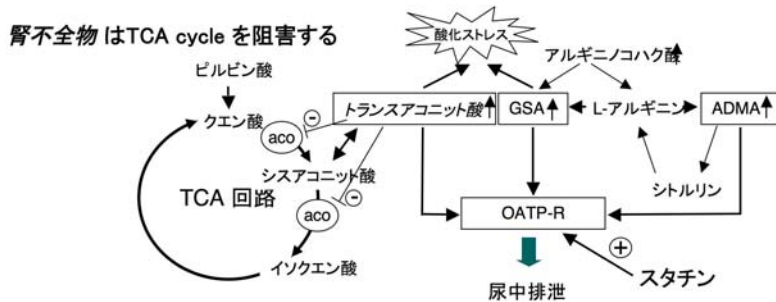 腎不全物 はTCA cycle を阻害する
酸化ストレス
アルギニノコハク酸
ピルビン酸
クエン酸
トランスアコニット酸
GSA
L-アルギニン
ADMA
aco
⊖
シスアコニット酸
シトルリン
TCA 回路
aco
⊖
OATP-R
イソクエン酸
⊕
スタチン
尿中排泄